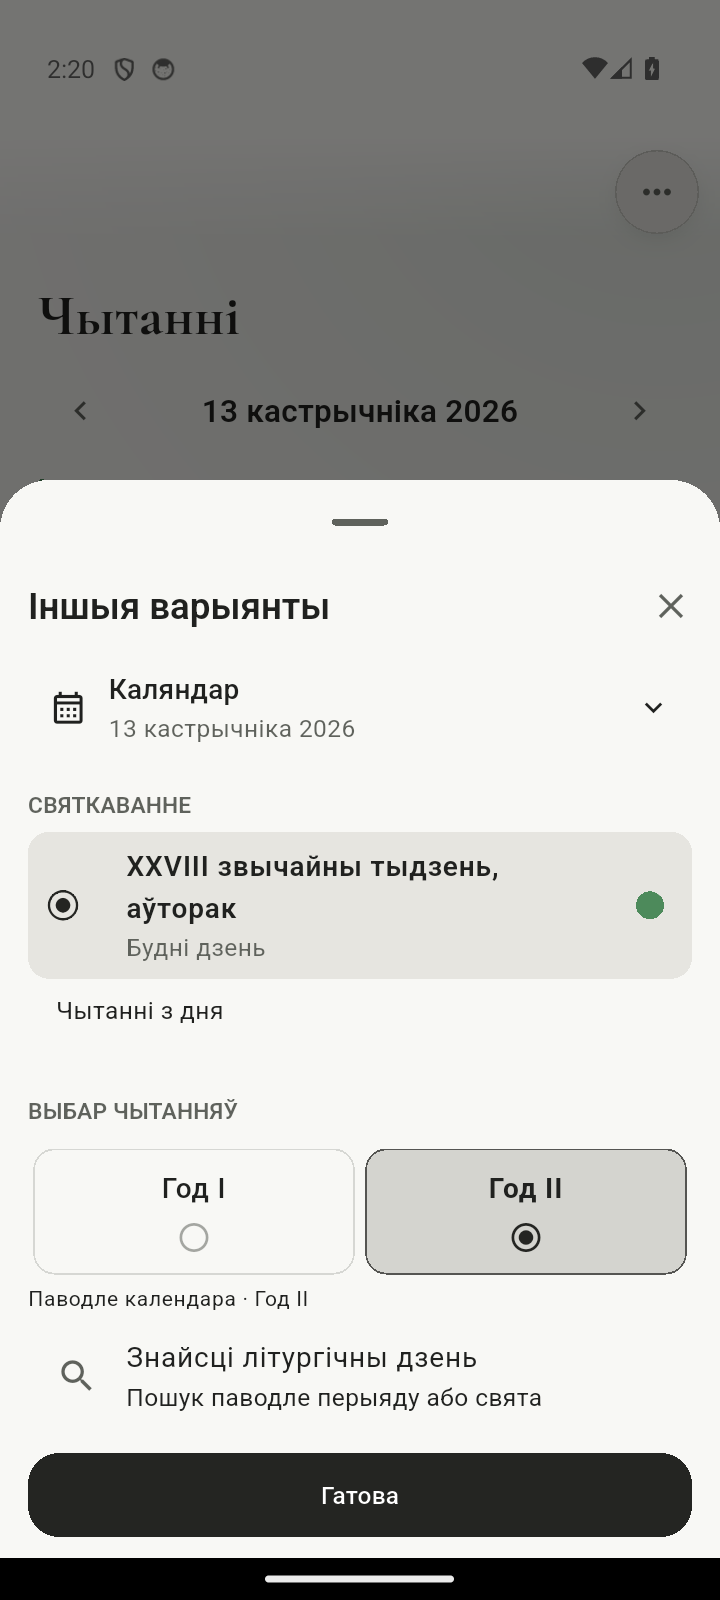 2:20
Чытанні
13 кастрычніка 2026
Іншыя варыянты
Каляндар
13 кастрычніка 2026
СВЯТКАВАННЕ
XXVIII звычайны тыдзень,
аўторак
Будні дзень
Чытанні з дня
ВЫБАР ЧЫТАННЯЎ
Год I
Год II
Паводле календара · Год II
Знайсці літургічны дзень
Пошук паводле перыяду або свята
Гатова